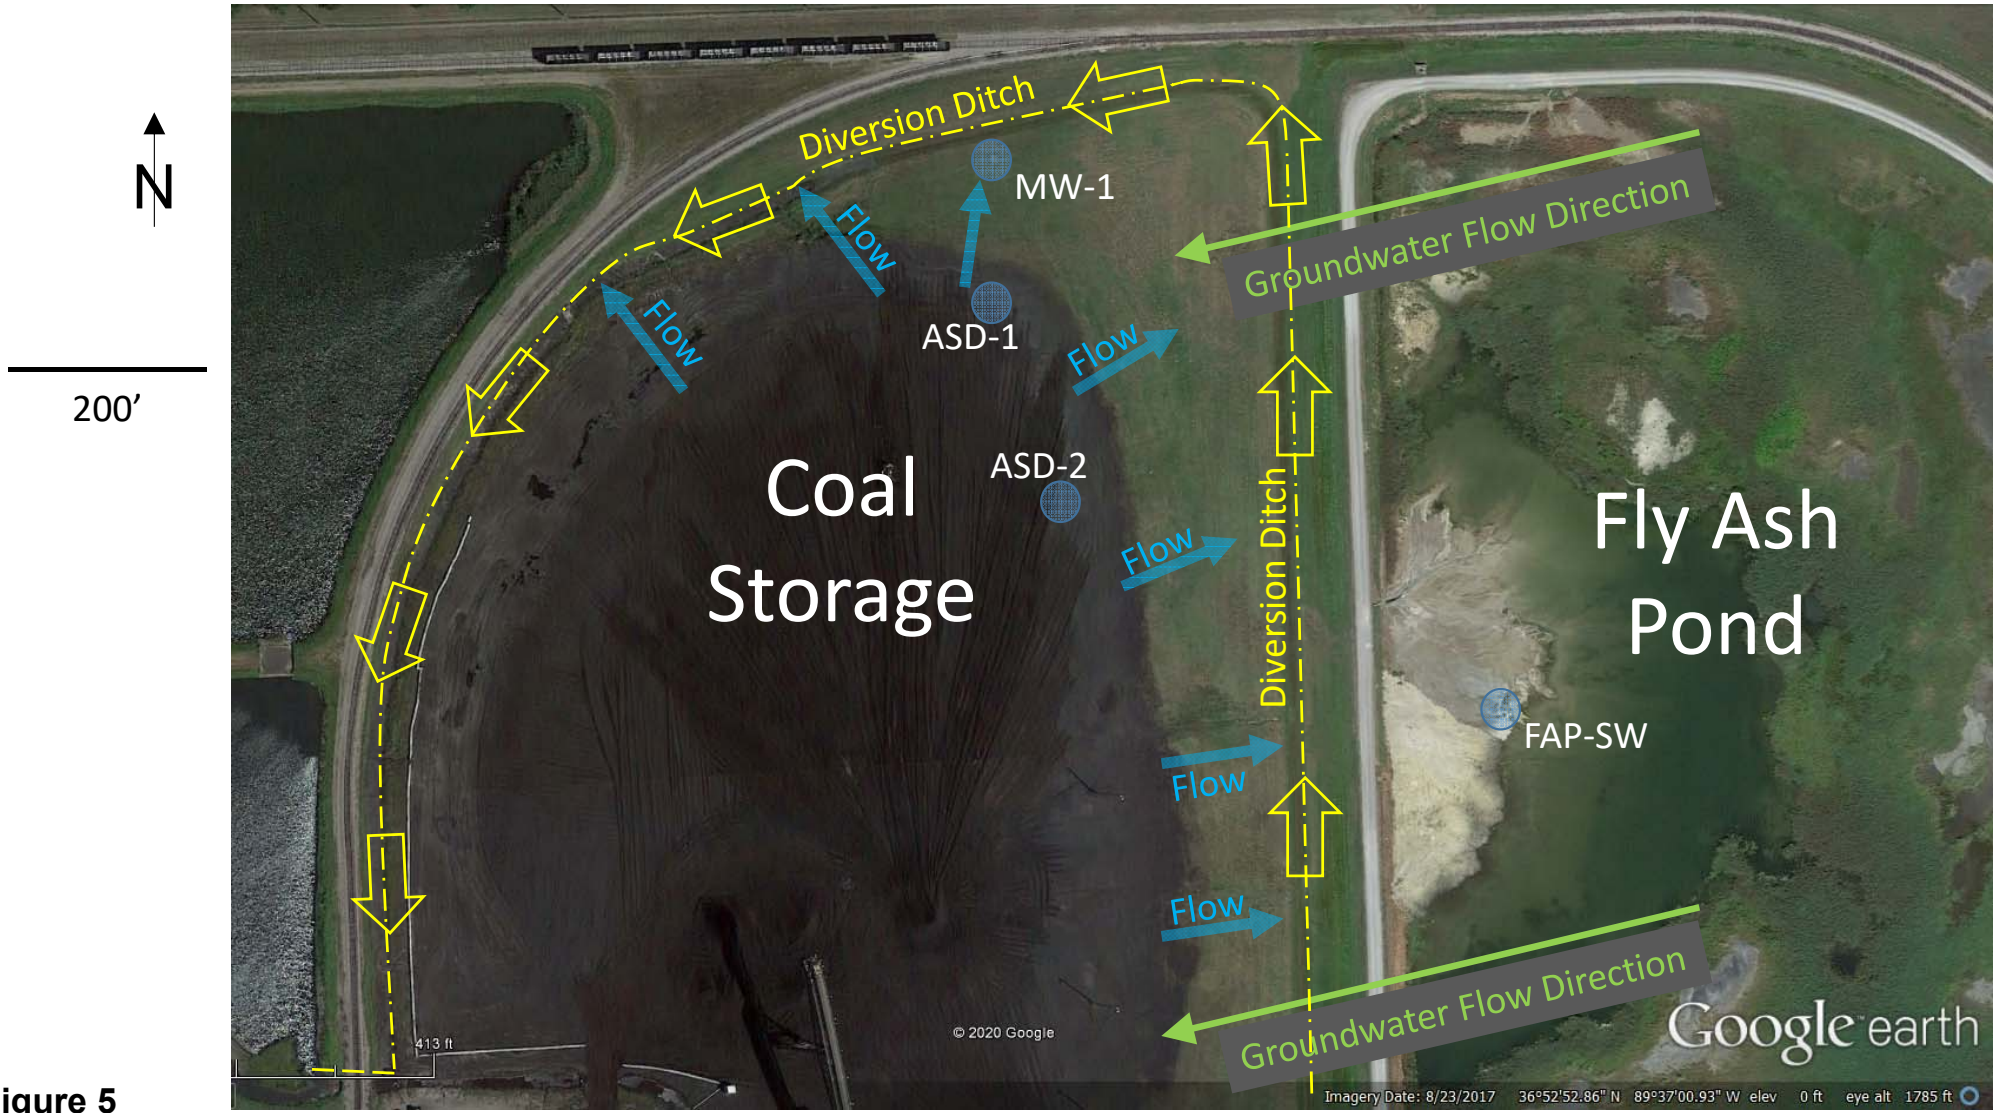 Diversion Ditch
N
MW-1
Flow
Groundwater Flow Direction
Flow
ASD-1
Flow
200’
ASD-2
Coal
Storage
Flow
Diversion Ditch
Fly Ash
Pond
FAP-SW
Flow
Flow
Groundwater Flow Direction
© 2020 Google
Google earth
413 ft
Imagery Date: 8/23/2017 36°52'52.86" N 89°37'00.93" W elev 0 ft eye alt 1785 ft
igure 5